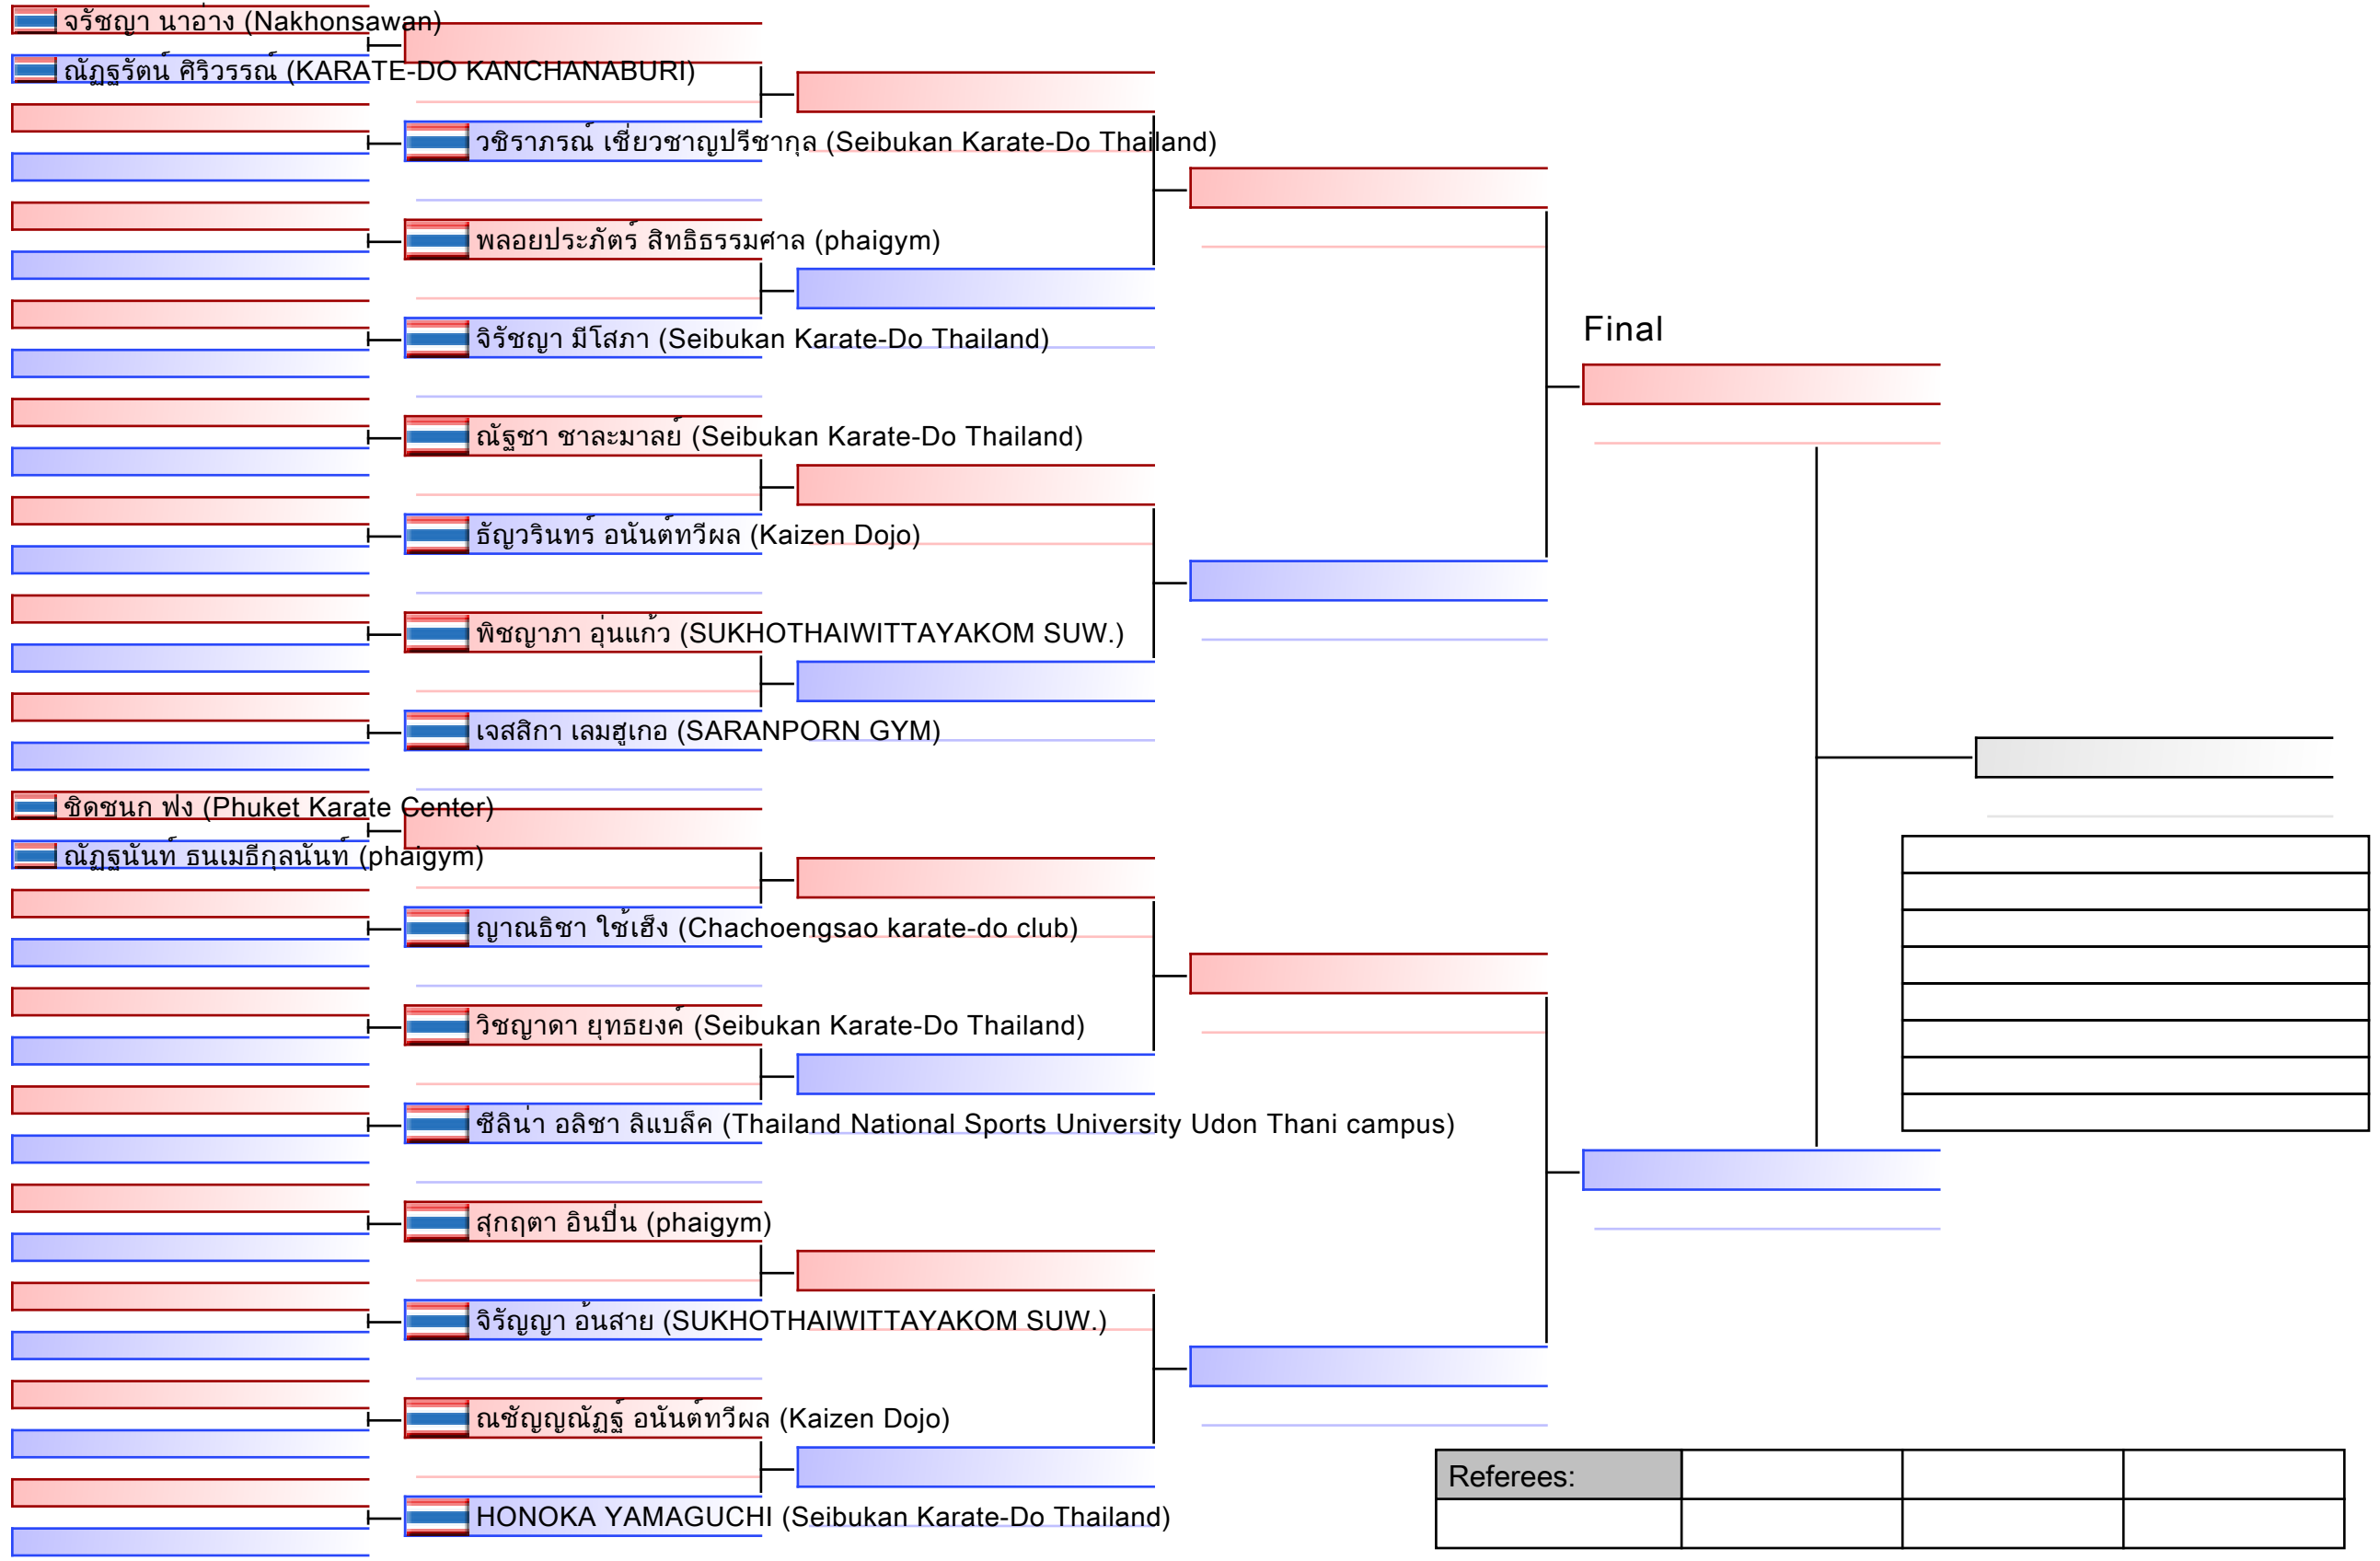 จรัชญา นาอ่าง (Nakhonsawan)
ณัฏฐรัตน์ ศิริวรรณ์ (KARATE-DO KANCHANABURI)
วชิราภรณ์ เชี่ยวชาญปรีชากุล (Seibukan Karate-Do Thailand)
พลอยประภัตร์ สิทธิธรรมศาล (phaigym)
Final
จิรัชญา มีโสภา (Seibukan Karate-Do Thailand)
ณัฐชา ชาละมาลย์ (Seibukan Karate-Do Thailand)
ธัญวรินทร์ อนันต์ทวีผล (Kaizen Dojo)
พิชญาภา อุ่นแก้ว (SUKHOTHAIWITTAYAKOM SUW.)
เจสสิกา เลมฮูเกอ (SARANPORN GYM)
ชิดชนก ฟง (Phuket Karate Center)
ณัฏฐนันท์ ธนเมธีกุลนันท์ (phaigym)
ญาณธิชา ใช้เฮ็ง (Chachoengsao karate-do club)
วิชญาดา ยุทธยงค์ (Seibukan Karate-Do Thailand)
ซีลิน่า อลิชา ลิแบล็ค (Thailand National Sports University Udon Thani campus)
สุกฤตา อินปิ่น (phaigym)
จิรัญญา อ้นสาย (SUKHOTHAIWITTAYAKOM SUW.)
ณชัญญณัฏฐ์ อนันต์ทวีผล (Kaizen Dojo)
Referees:
HONOKA YAMAGUCHI (Seibukan Karate-Do Thailand)